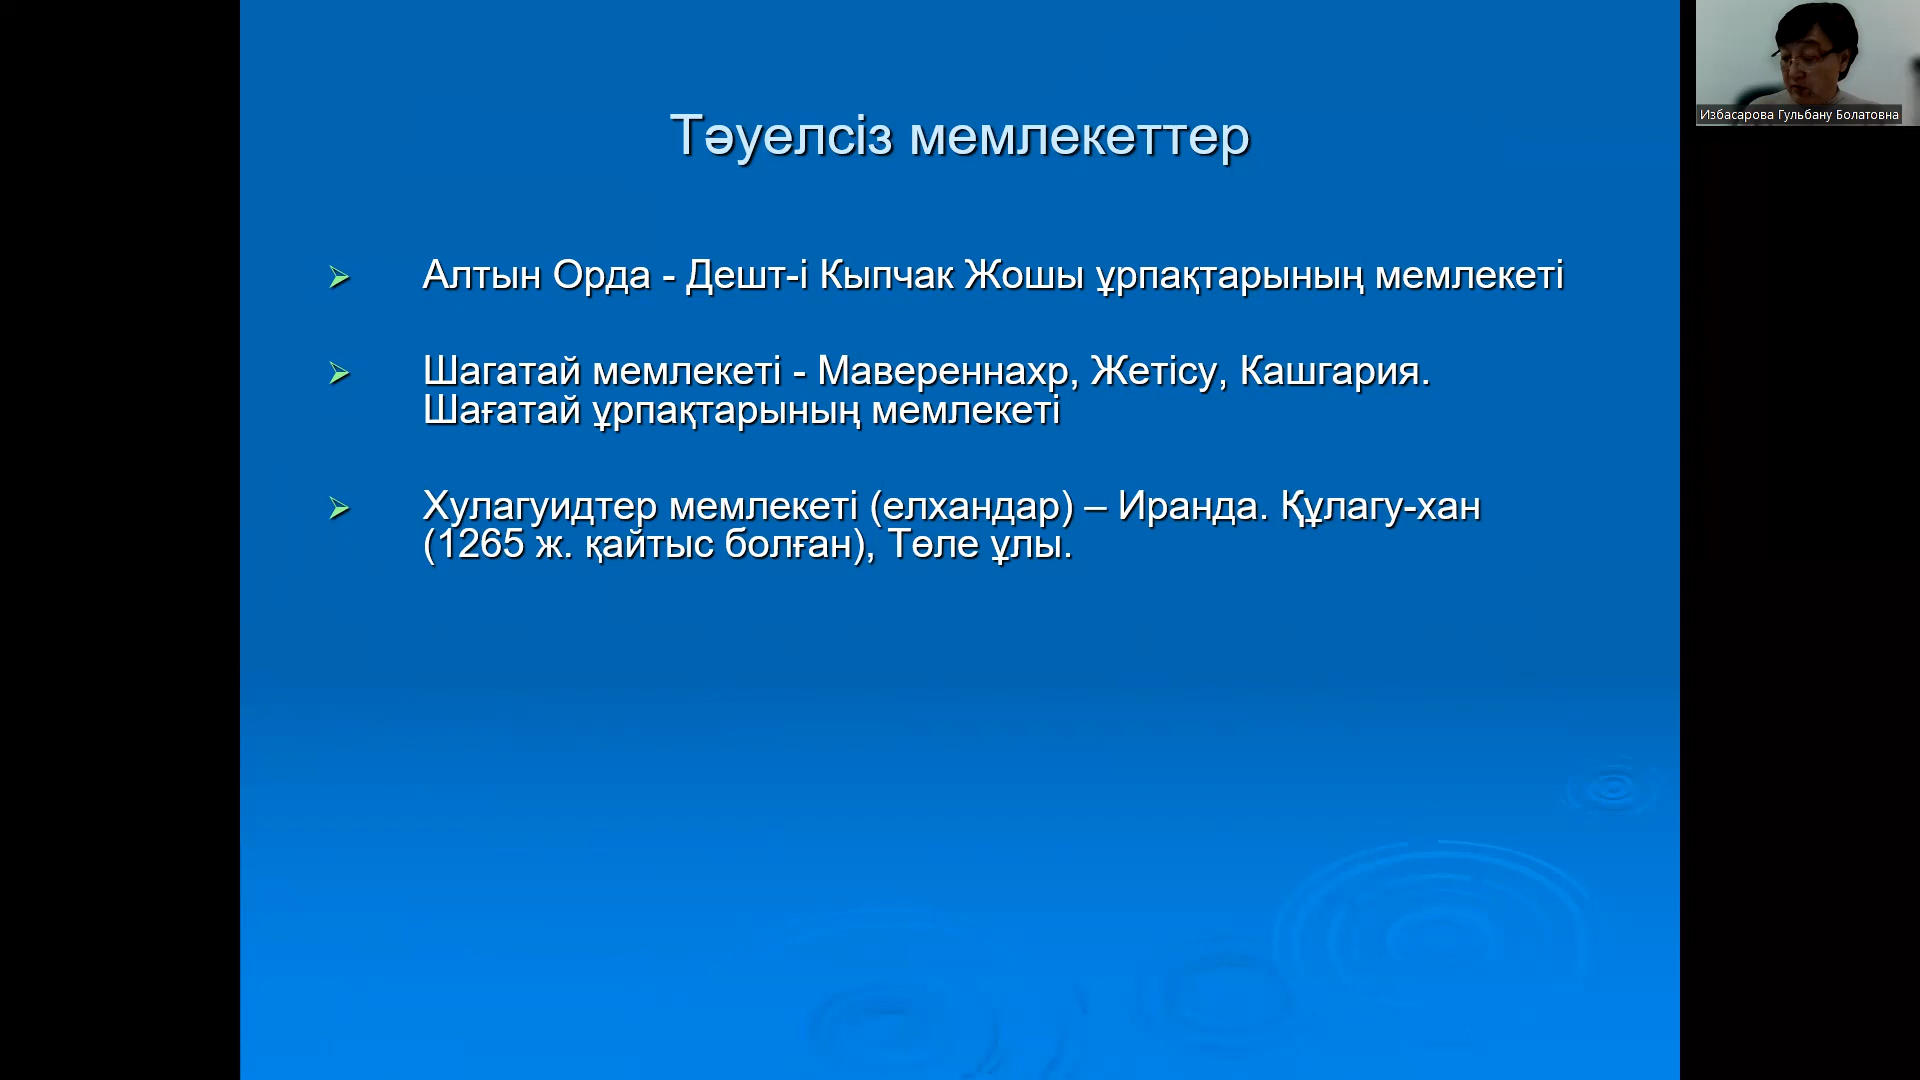 Тәуелсіз мемлекеттер
Алтын Орда - Дешт-і Кыпчак Жошы ұрпақтарының мемлекеті
Шагатай мемлекеті - Мавереннахр, Жетісу, Кашгария.
Шағатай ұрпақтарының мемлекеті
Хулагуидтер мемлекеті (елхандар) – Иранда. Құлагу-хан
(1265 ж. қайтыс болған), Төле ұлы.
Избасарова Гульбану Болатовна